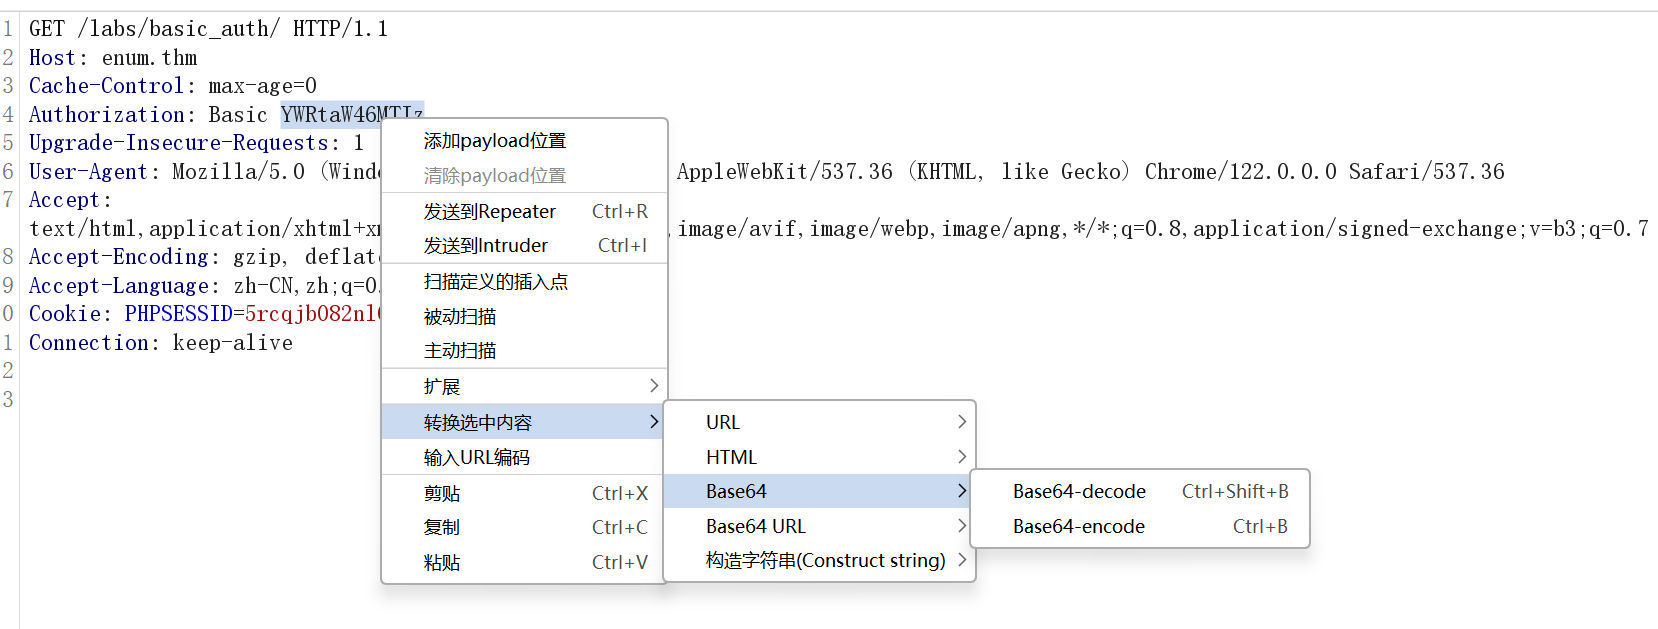 1 GET /labs/basic_auth/ HTTP/1.1
2 Host: enum.thm
3 Cache-Control: max-age=0
4 Authorization: Basic YWRtaW46MTIz
5 Upgrade-Insecure-Requests: 1
6 User-Agent: Mozilla/5.0 AppleWebKit/537.36 (KHTML, like Gecko) Chrome/122.0.0.0 Safari/537.36
7 Accept:
text/html,application/xhtml+ ,image/avif,image/webp,image/apng,*/*;q=0.8,application/signed-exchange;v=b3;q=0.7
8 Accept-Encoding: gzip,
9 Accept-Language: zh-CN,zh;
0 Cookie: PHPSESSID=
1 Connection: keep-alive
2
3
添加payload位置
清除payload位置
发送到Repeater Ctrl+R
发送到Intruder Ctrl+I
扫描定义的插入点
被动扫描
主动扫描
扩展
转换选中内容
输入URL编码
剪贴 Ctrl+X
复制 Ctrl+C
粘贴 Ctrl+V
URL
HTML
Base64
Base64 URL
构造字符串(Construct string)
Base64-decode Ctrl+Shift+B
Base64-encode Ctrl+B